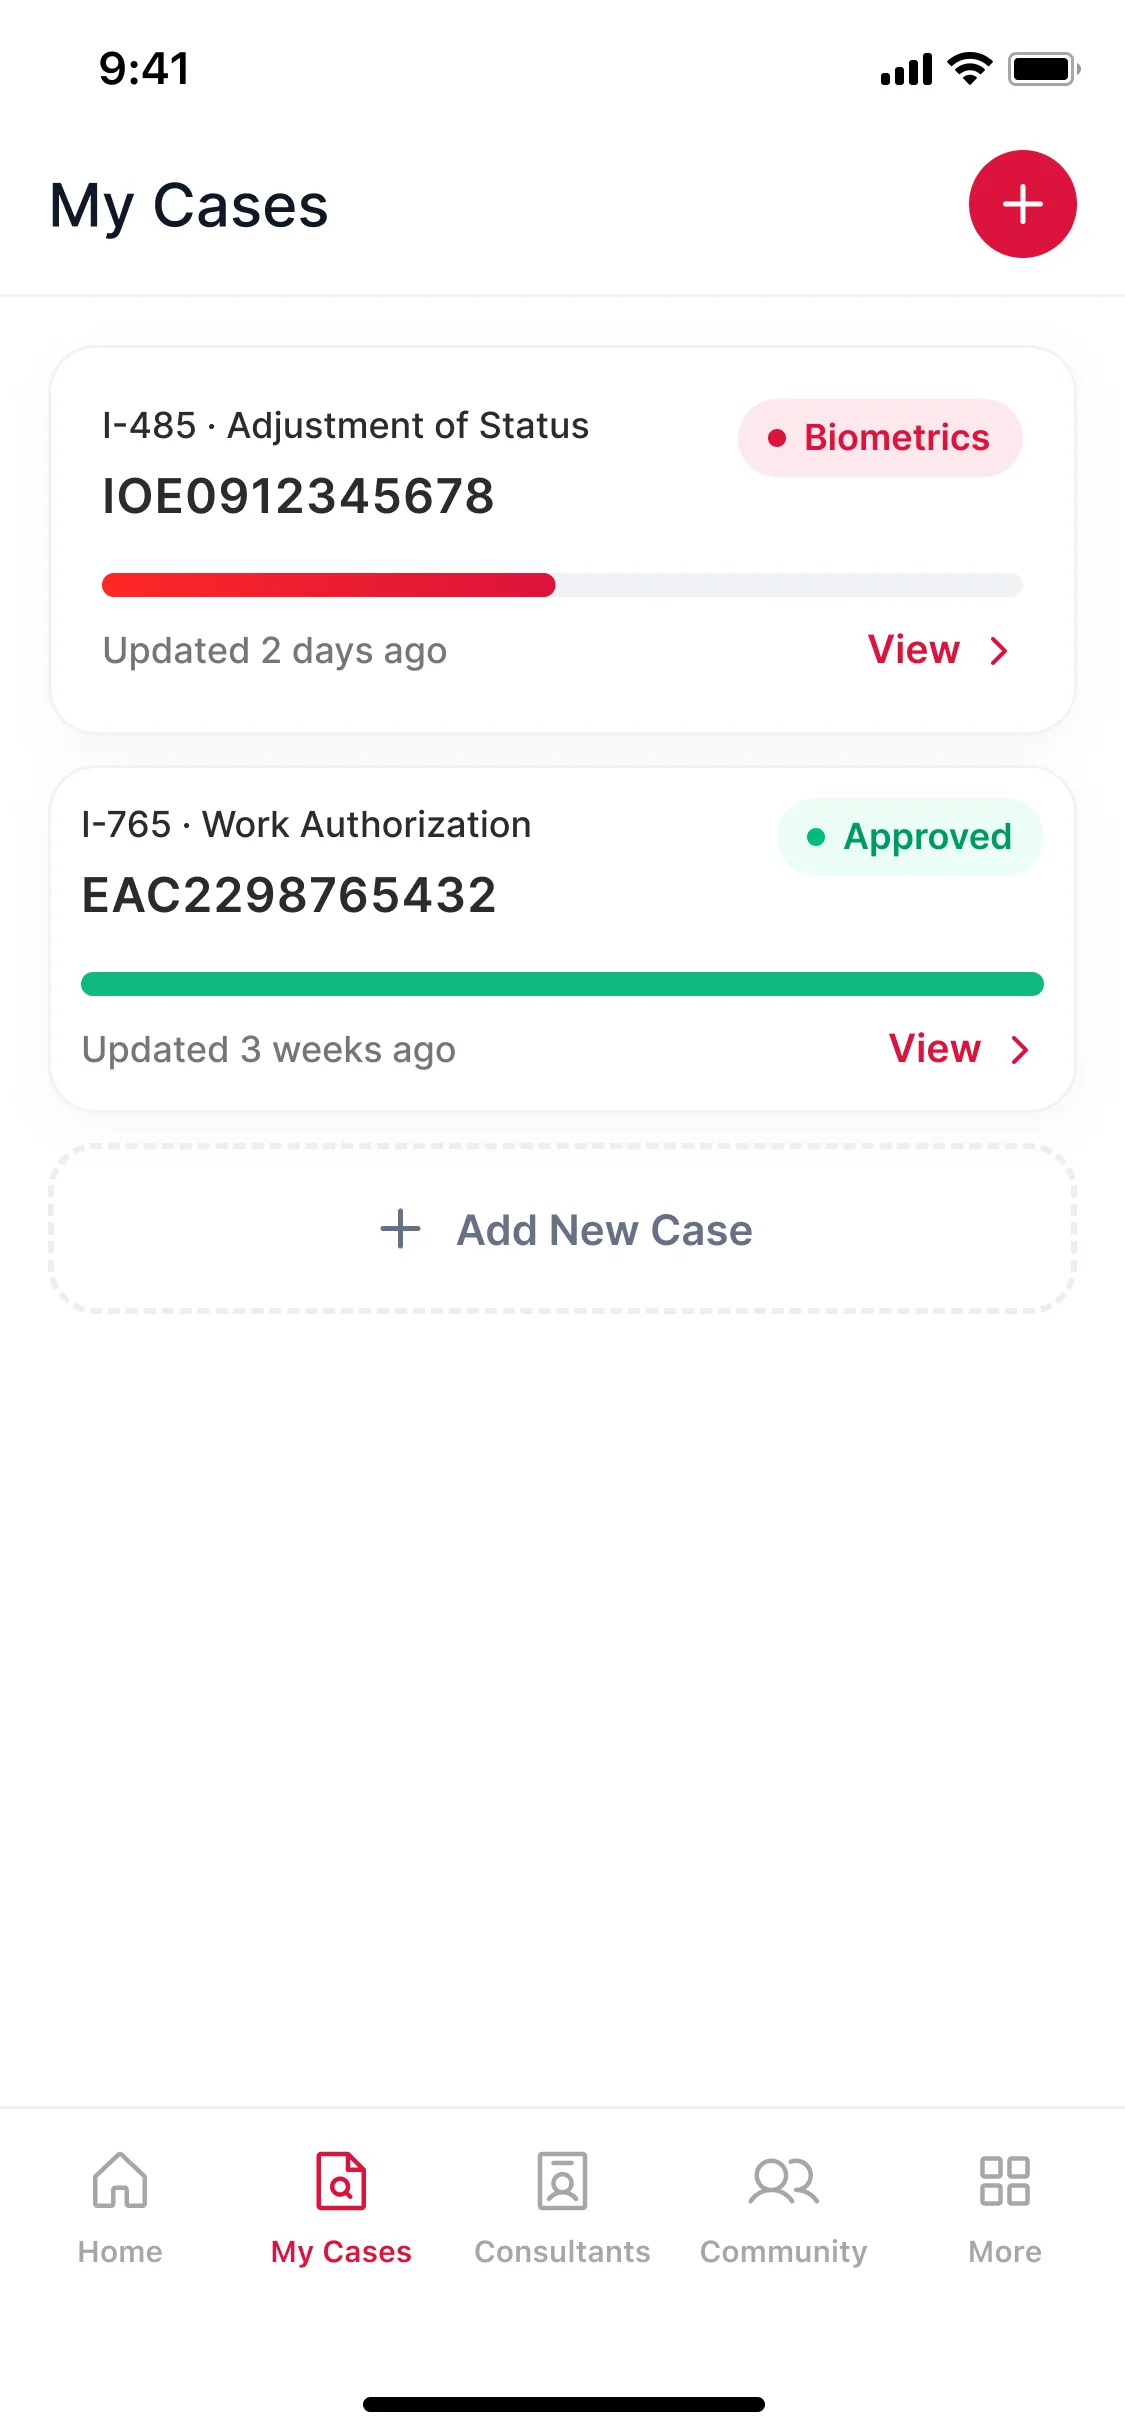 9:41
My Cases
I-485 · Adjustment of Status
Biometrics
IOE0912345678
Updated 2 days ago
View
I-765 · Work Authorization
Approved
EAC2298765432
Updated 3 weeks ago
View
Add New Case
Home
My Cases
Consultants
Community
More